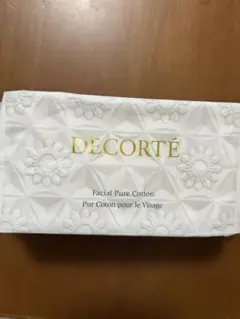 DECORTÉ
Facial Pure Cotton
Pur Coton pour le Visage